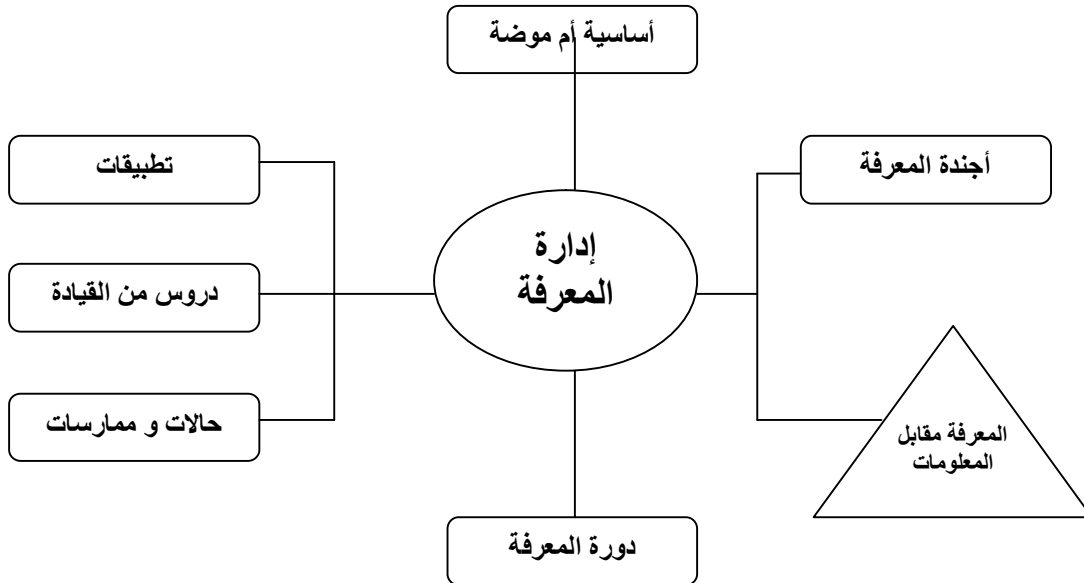 أساسية أم موضة
أجندة المعرفة
تطبيقات
إدارة
المعرفة
دروس من القيادة
حالات و ممارسات
المعرفة مقابل
المعلومات
دورة المعرفة